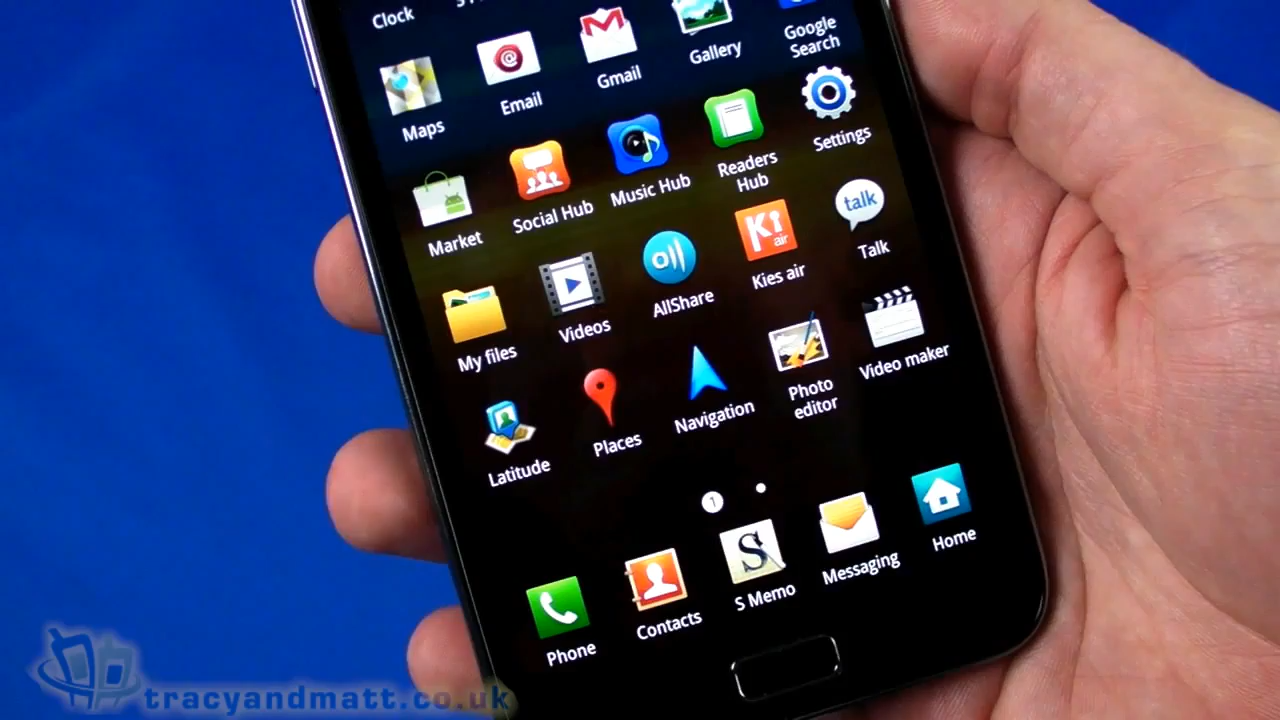 Clock
Maps
Email
Gmail
Gallery
Google
Search
Market
Social Hub
Music Hub
Readers
Hub
Settings
My files
Videos
AllShare
Kies air
talk
Talk
Latitude
Places
Navigation
Photo
editor
Video maker
1
Phone
Contacts
S Memo
Messaging
Home
tracyandmatt.co.uk